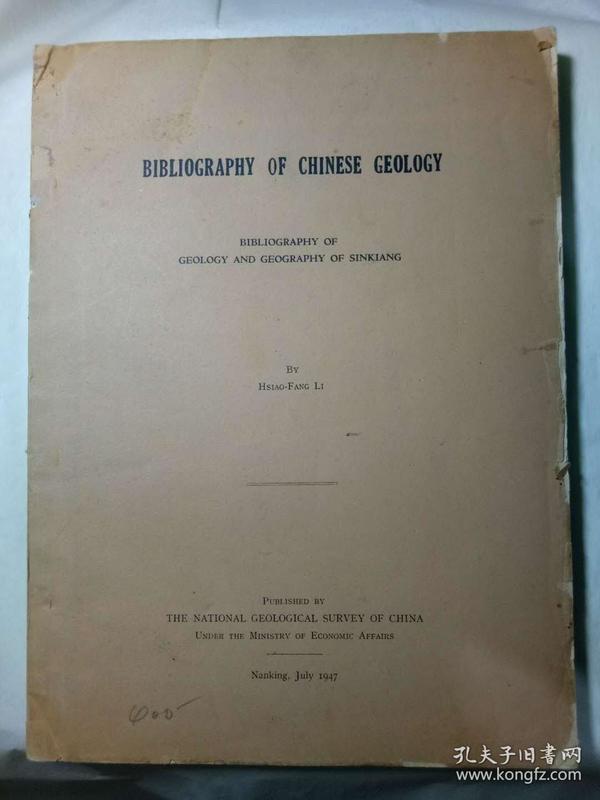 BIBLIOGRAPHY OF CHINESE GEOLOGY
BIBLIOGRAPHY OF
GEOLOGY AND GEOGRAPHY OF SINKIANG
BY
HSIAO-FANG LI
PUBLISHED BY
THE NATIONAL GEOLOGICAL SURVEY OF CHINA
UNDER THE MINISTRY OF ECONOMIC AFFAIRS
Nanking, July 1947
孔夫子旧书网
www.kongfz.com